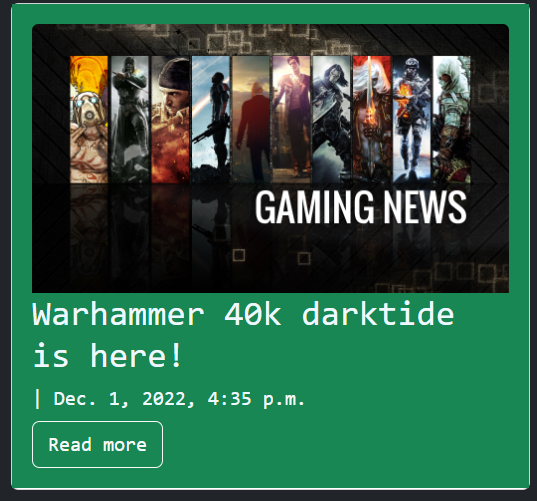 GAMING NEWS
Warhammer 40k darktide
is here!
| Dec. 1, 2022, 4:35 p.m.
Read more